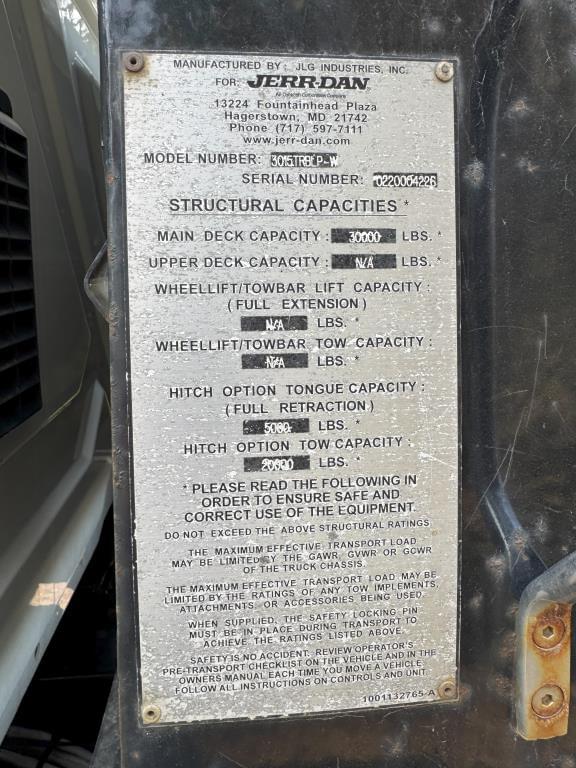 MANUFACTURED BY: JLG INDUSTRIES, INC.
FOR: JERR-DAN
An Oshkosh Corporation Company
13224 Fountainhead Plaza
Hagerstown, MD 21742
Phone (717) 597-7111
www.jerr-dan.com
MODEL NUMBER: 3015TRBLP-W
SERIAL NUMBER: 0220004226
STRUCTURAL CAPACITIES *
MAIN DECK CAPACITY: 30000 LBS. *
UPPER DECK CAPACITY: N/A LBS. *
WHEELLIFT/TOWBAR LIFT CAPACITY:
(FULL EXTENSION)
N/A LBS. *
WHEELLIFT/TOWBAR TOW CAPACITY:
N/A LBS. *
HITCH OPTION TONGUE CAPACITY:
(FULL RETRACTION)
5000 LBS. *
HITCH OPTION TOW CAPACITY:
20000 LBS. *
* PLEASE READ THE FOLLOWING IN
ORDER TO ENSURE SAFE AND
CORRECT USE OF THE EQUIPMENT.
DO NOT EXCEED THE ABOVE STRUCTURAL RATINGS.
THE MAXIMUM EFFECTIVE TRANSPORT LOAD
MAY BE LIMITED BY THE GAWR, GVWR OR GCWR
OF THE TRUCK CHASSIS.
THE MAXIMUM EFFECTIVE TRANSPORT LOAD MAY BE
LIMITED BY THE RATINGS OF ANY TOW IMPLEMENTS,
ATTACHMENTS, OR ACCESSORIES BEING USED.
WHEN SUPPLIED, THE SAFETY LOCKING PIN
MUST BE IN PLACE DURING TRANSPORT TO
ACHIEVE THE RATINGS LISTED ABOVE.
SAFETY IS NO ACCIDENT. REVIEW OPERATOR'S
PRE-TRANSPORT CHECKLIST ON THE VEHICLE AND IN THE
OWNERS MANUAL EACH TIME YOU MOVE A VEHICLE.
FOLLOW ALL INSTRUCTIONS ON CONTROLS AND UNIT.
1001132765-A